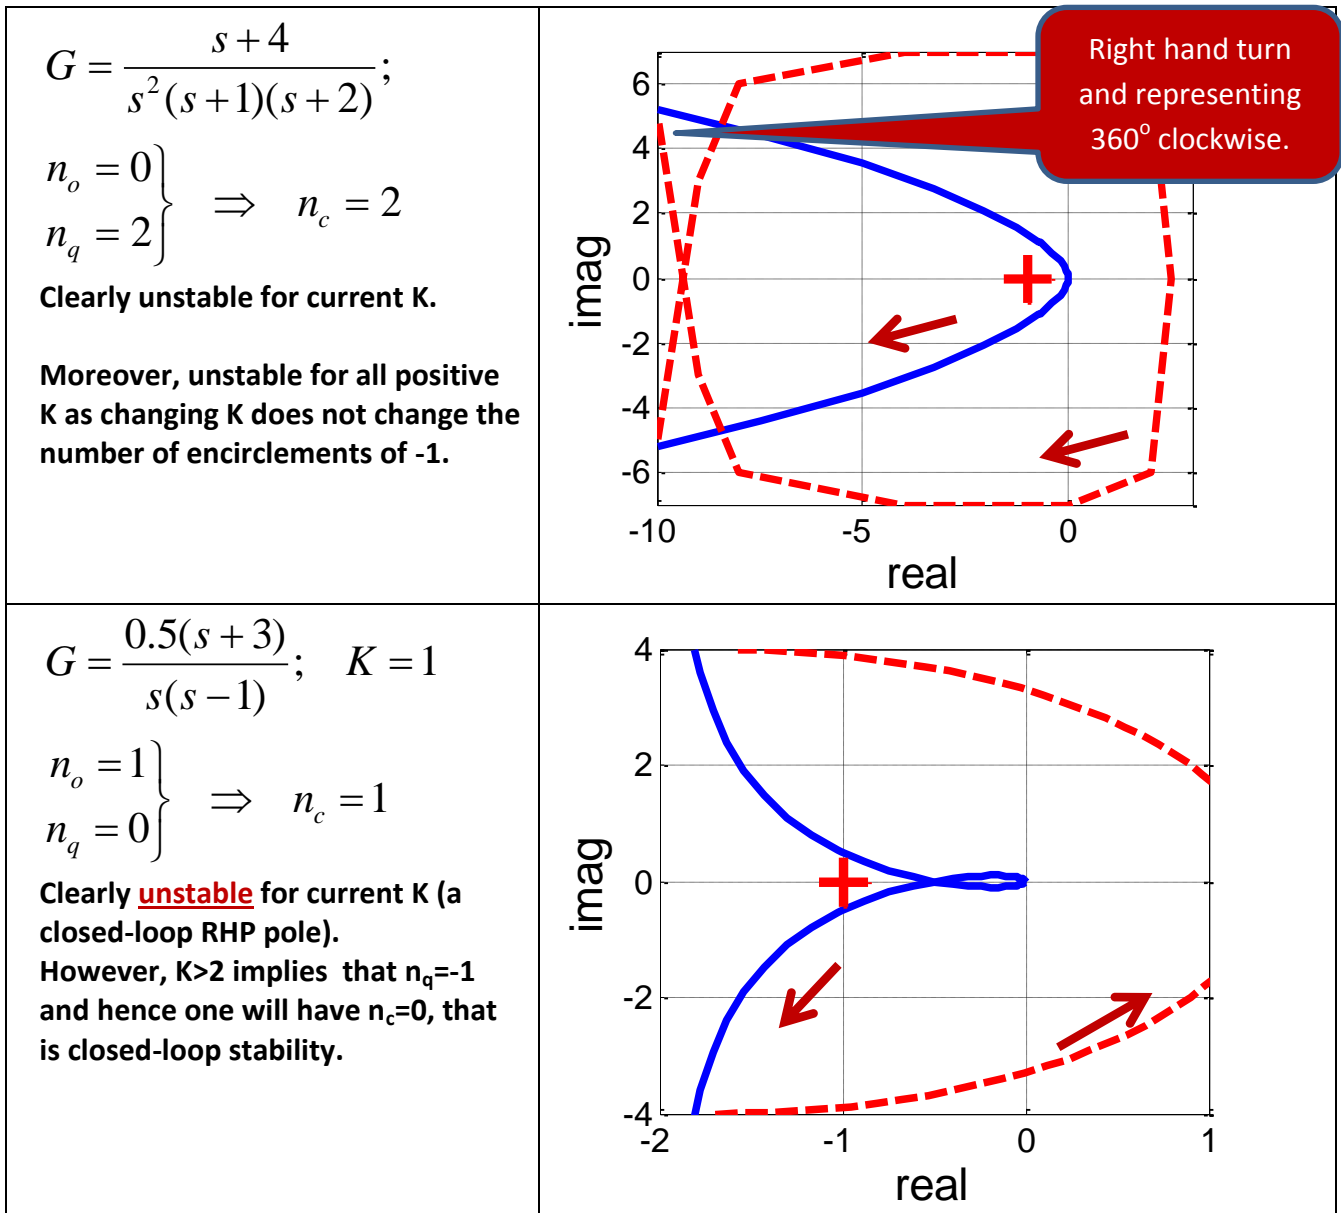 G = \frac{s+4}{s^2(s+1)(s+2)};
n_o = 0
n_q = 2 } ⇒ n_c = 2
Clearly unstable for current K.
Moreover, unstable for all positive
K as changing K does not change the
number of encirclements of -1.
Right hand turn
and representing
360° clockwise.
6
4
2
0
-2
-4
-6
imag
-10 -5 0
real
G = \frac{0.5(s+3)}{s(s-1)}; K = 1
n_o = 1
n_q = 0 } ⇒ n_c = 1
Clearly unstable for current K (a
closed-loop RHP pole).
However, K>2 implies that n_q=-1
and hence one will have n_c=0, that
is closed-loop stability.
4
2
0
-2
-4
imag
-2 -1 0 1
real